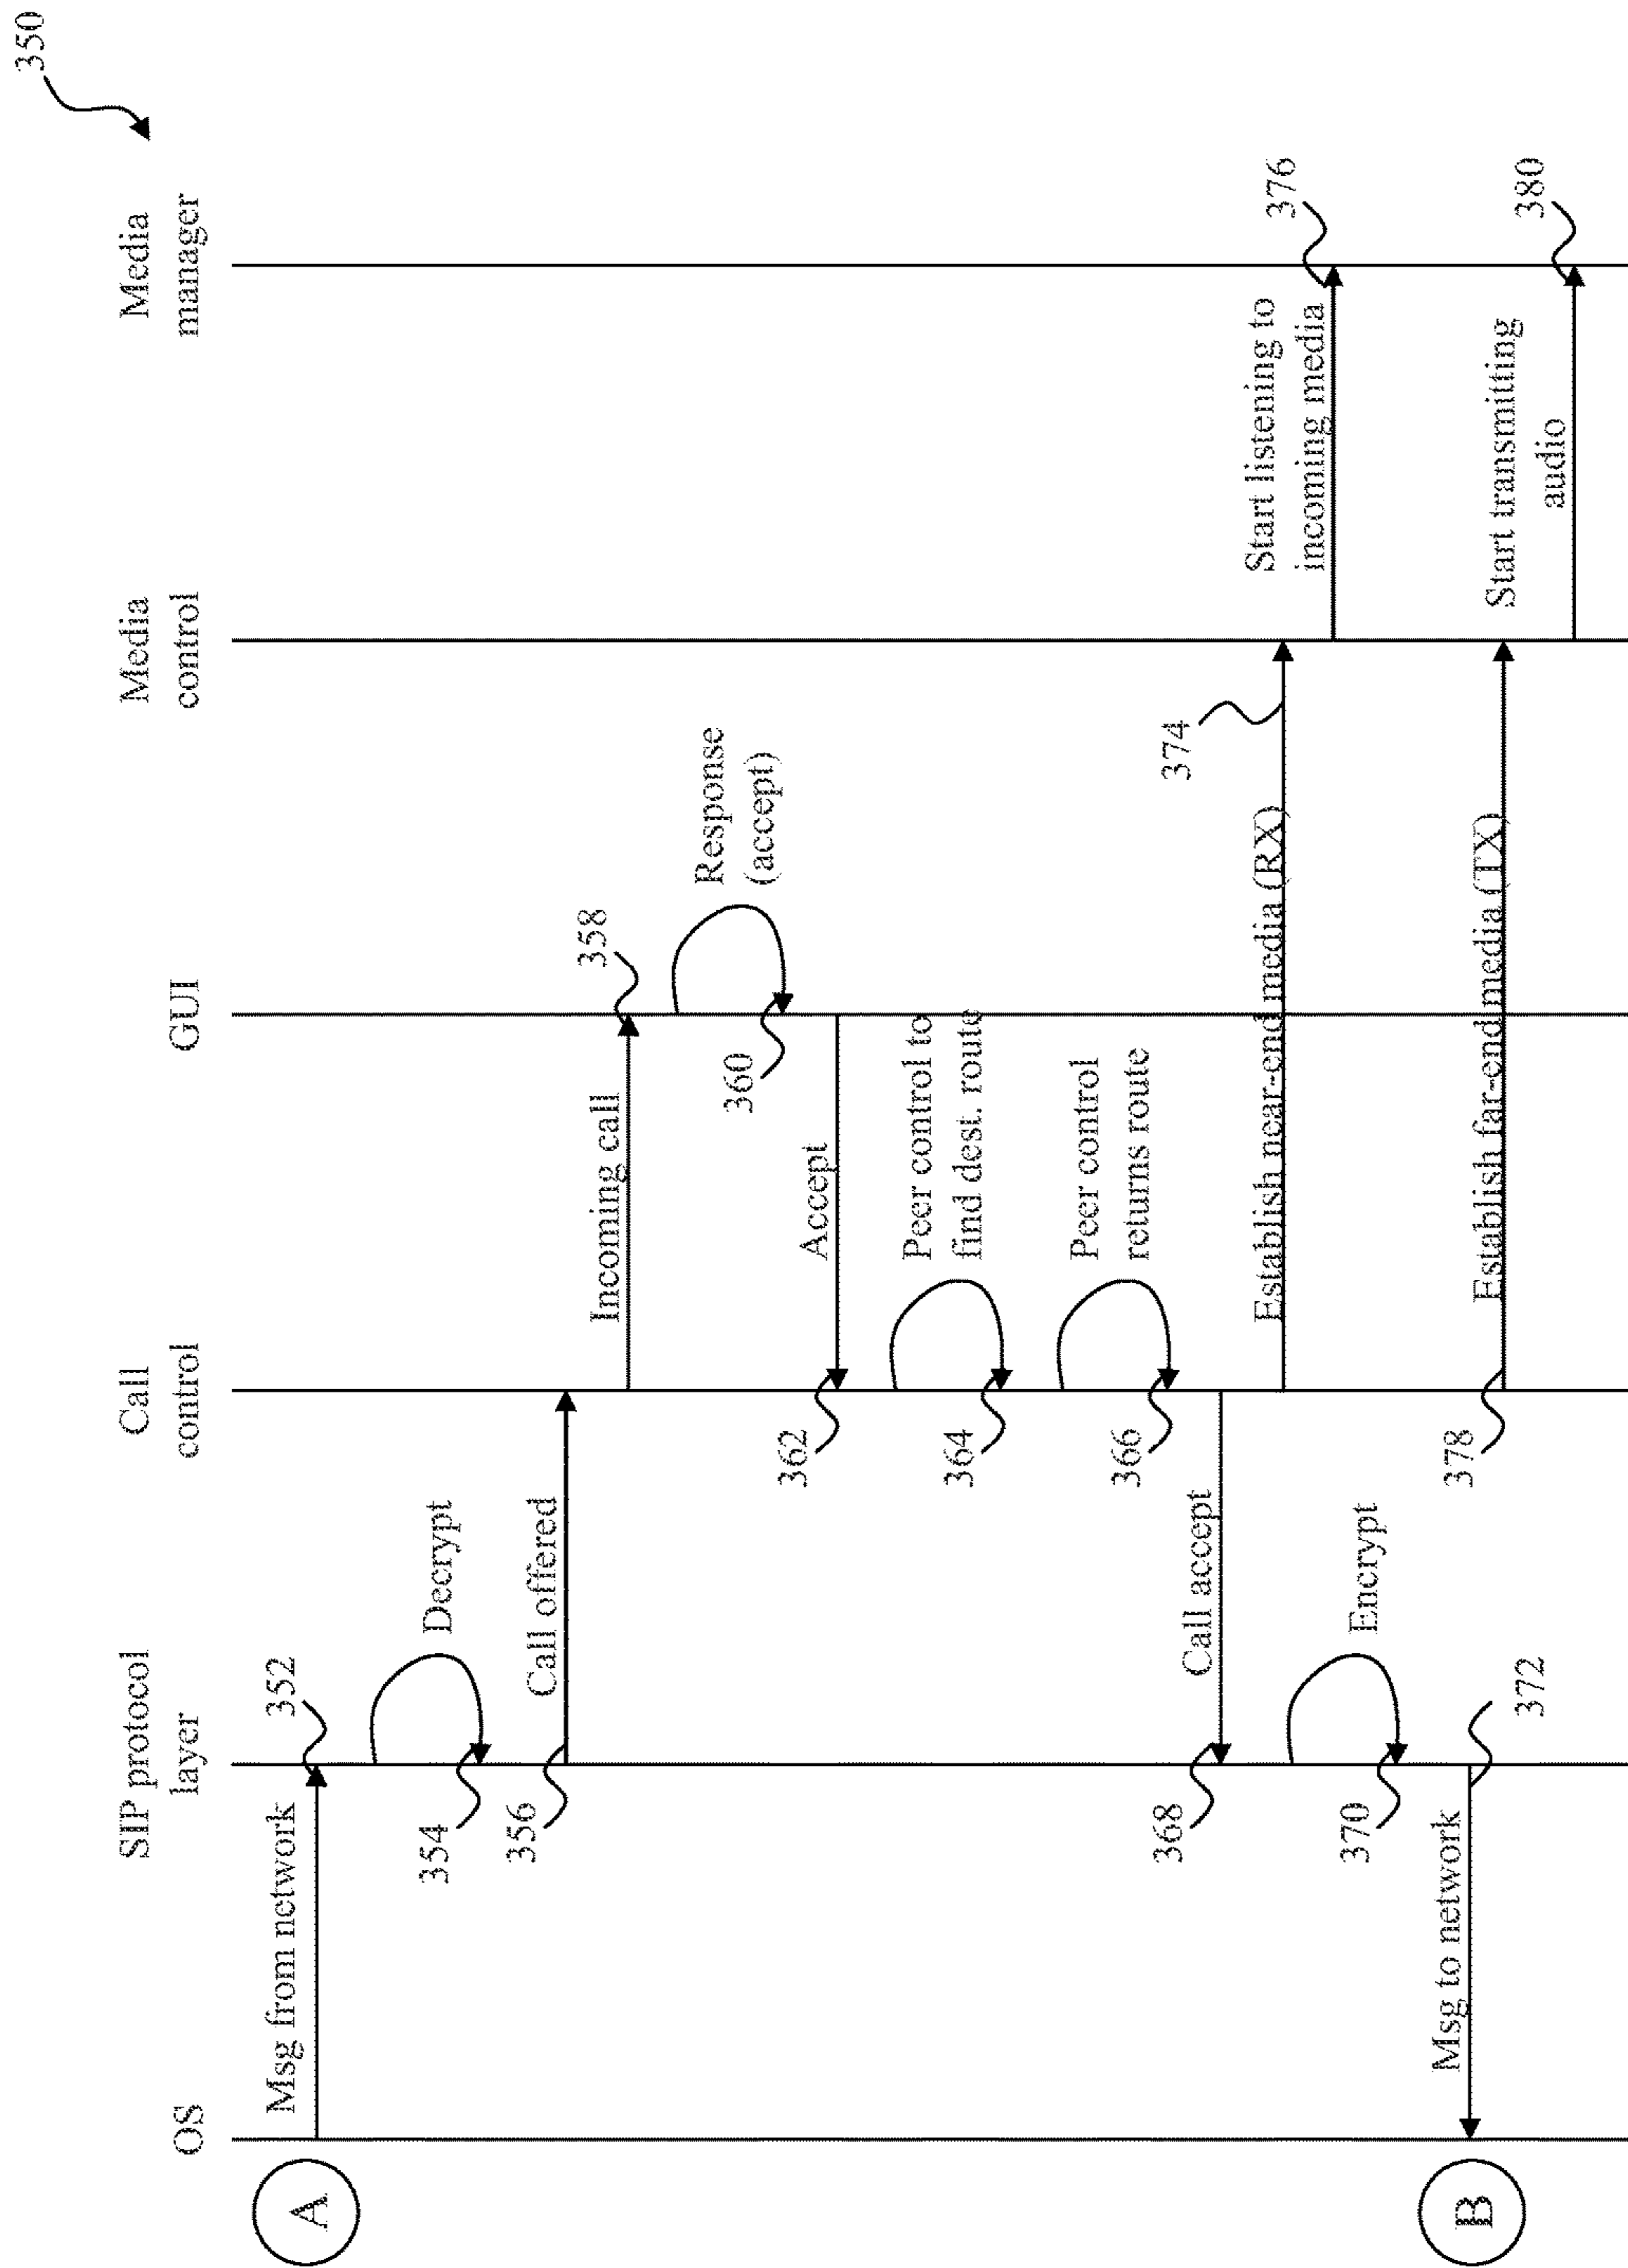 350
OS
SIP protocol
layer
Call
control
GUI
Media
control
Media
manager
A
Msg from network
352
Decrypt
354
Call offered
356
Incoming call
358
Response
(accept)
360
Accept
362
Peer control to
find dest. route
364
Peer control
returns route
366
Call accept
368
374
Establish near-end media (RX)
Start listening to
incoming media
376
Encrypt
370
B
Msg to network
372
Establish far-end media (TX)
378
Start transmitting
audio
380